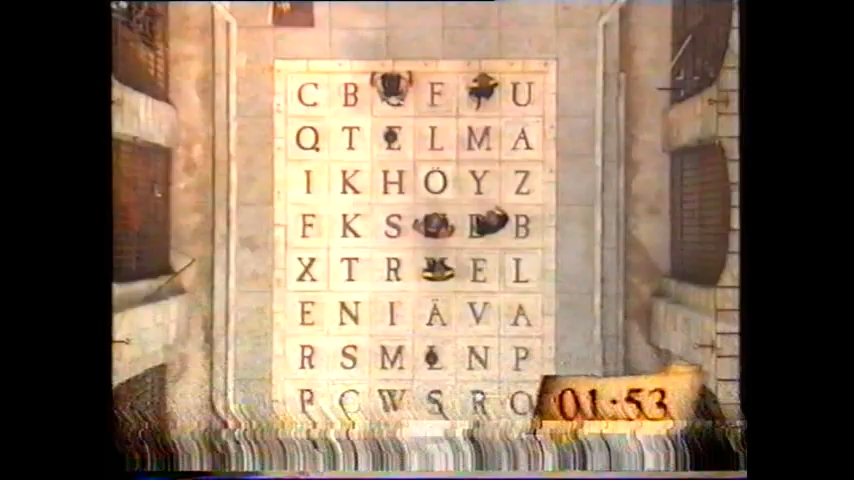 C B F U
Q T E L M A
I K H Ö Y Z
F K S B
X T R E L
E N I Ä V A
R S M N P
P C W S R O
01:53